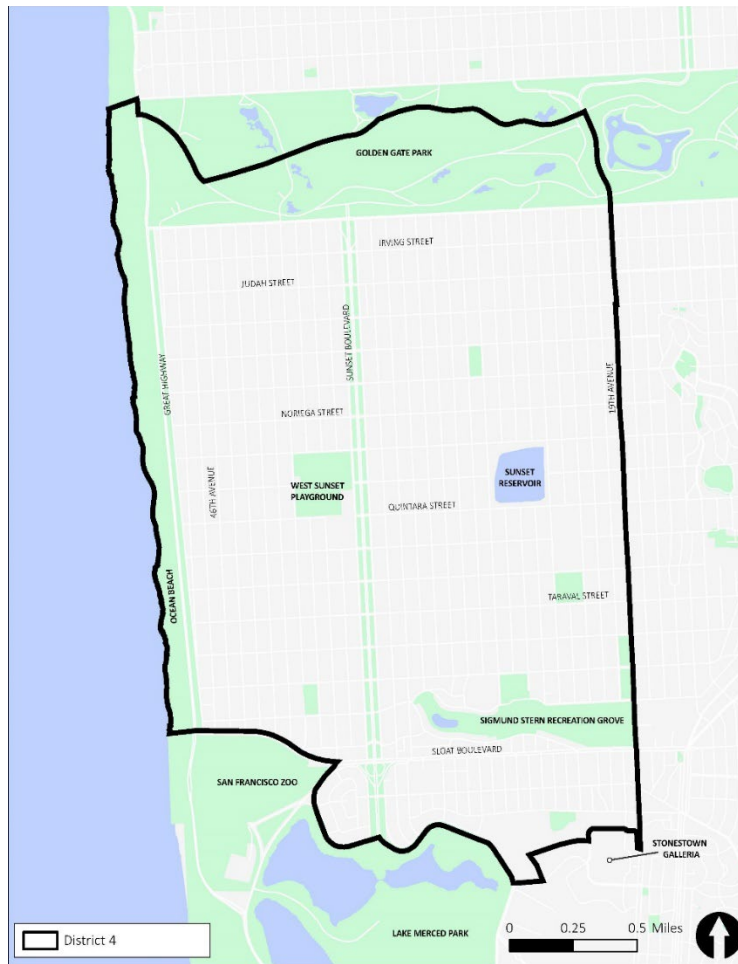 GOLDEN GATE PARK
IRVING STREET
JUDAH STREET
SUNSET BOULEVARD
GREAT HIGHWAY
19TH AVENUE
NORIEGA STREET
46TH AVENUE
WEST SUNSET
PLAYGROUND
SUNSET
RESERVOIR
QUINTARA STREET
OCEAN BEACH
TARAVAL STREET
SIGMUND STERN RECREATION GROVE
SLOAT BOULEVARD
SAN FRANCISCO ZOO
STONESTOWN
GALLERIA
LAKE MERCED PARK
District 4
0 0.25 0.5 Miles